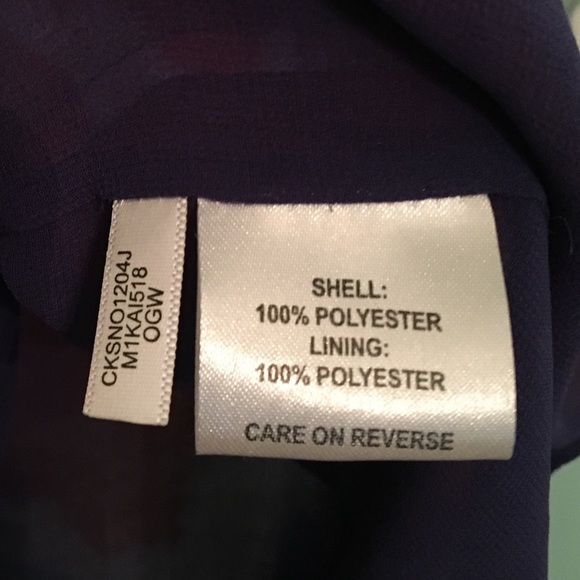 CKSNO1204J
M1KAI518
OGW
SHELL:
100% POLYESTER
LINING:
100% POLYESTER
CARE ON REVERSE